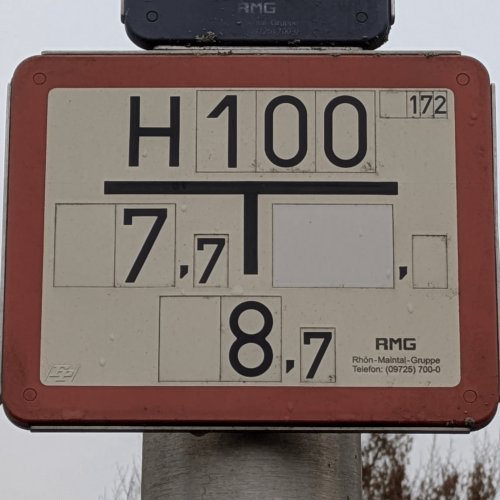 RMG
H100
172
7,7
,
8,7
RMG
Rhön-Maintal-Gruppe
Telefon: (09725) 700-0